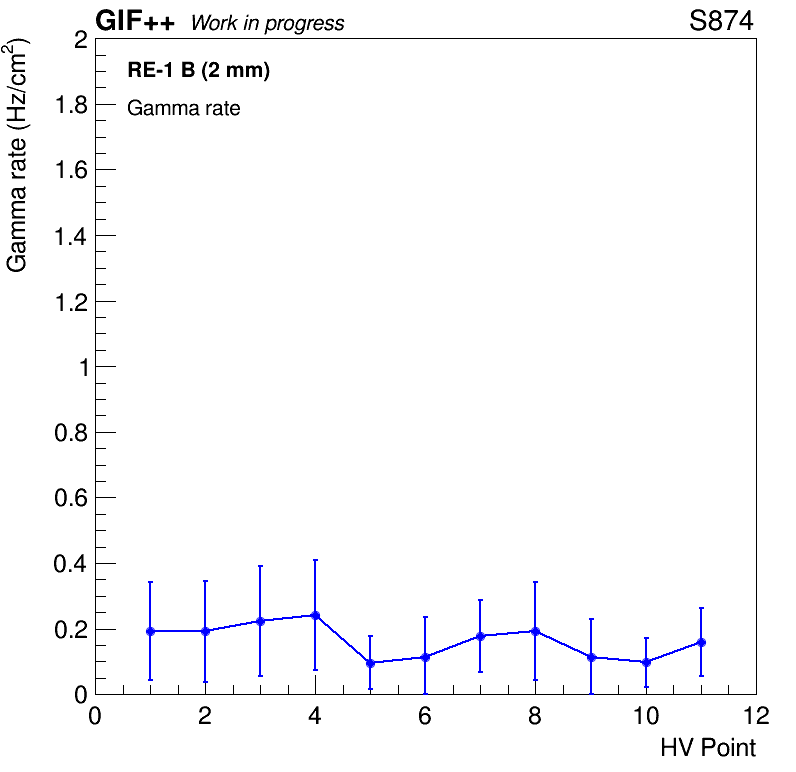 GIF++ Work in progress S874
RE-1 B (2 mm)
Gamma rate
Gamma rate (Hz/cm²)
2
1.8
1.6
1.4
1.2
1
0.8
0.6
0.4
0.2
0
0 2 4 6 8 10 12
HV Point